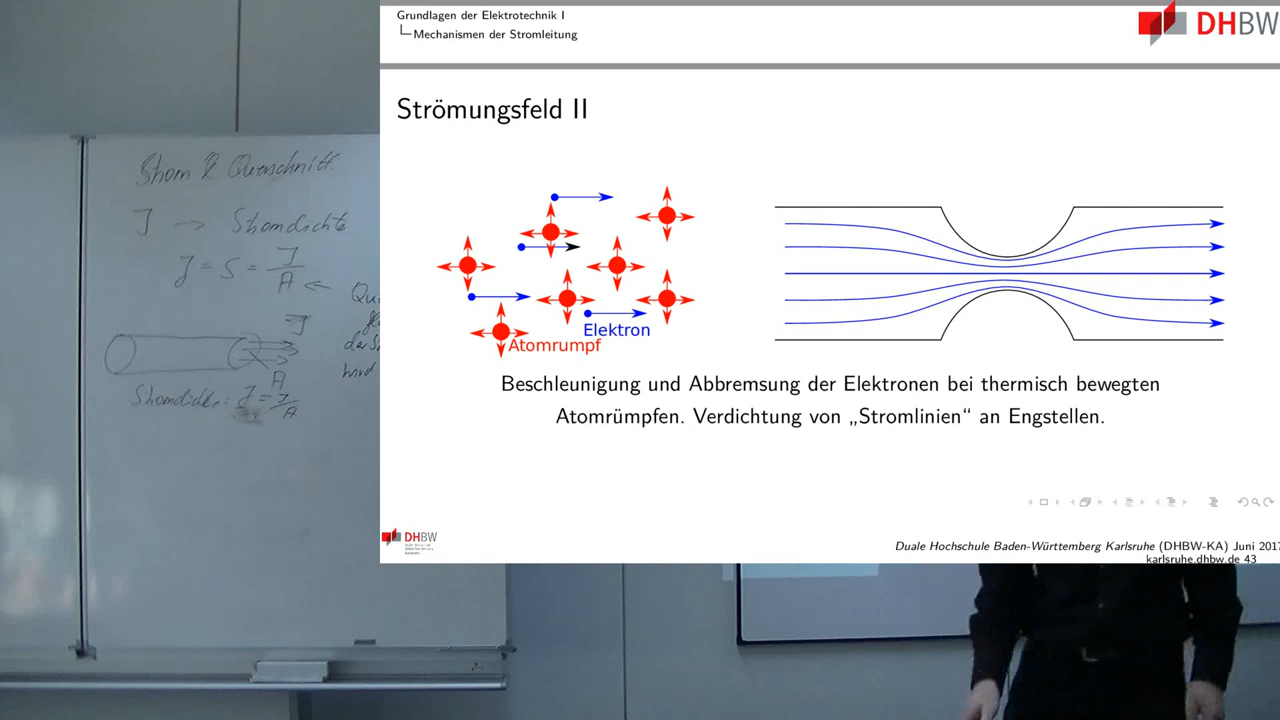 Grundlagen der Elektrotechnik I
Mechanismen der Stromleitung
DHBW
Strömungsfeld II
Elektron
Atomrumpf
Beschleunigung und Abbremsung der Elektronen bei thermisch bewegten
Atomrümpfen. Verdichtung von „Stromlinien“ an Engstellen.
DHBW
Duale Hochschule Baden-Württemberg Karlsruhe (DHBW-KA) Juni 2017
karlsruhe.dhbw.de 43
Strom & Querschnitt.
J → Stromdichte
J = S = I/A ←
I
A
Stromdichte: J = I/A